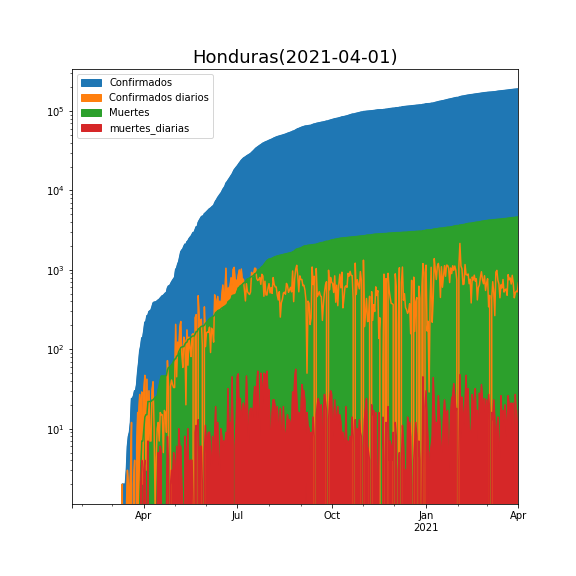 Honduras(2021-04-01)
Confirmados
Confirmados diarios
Muertes
muertes_diarias
10⁵
10⁴
10³
10²
10¹
Apr Jul Oct Jan Apr
2021